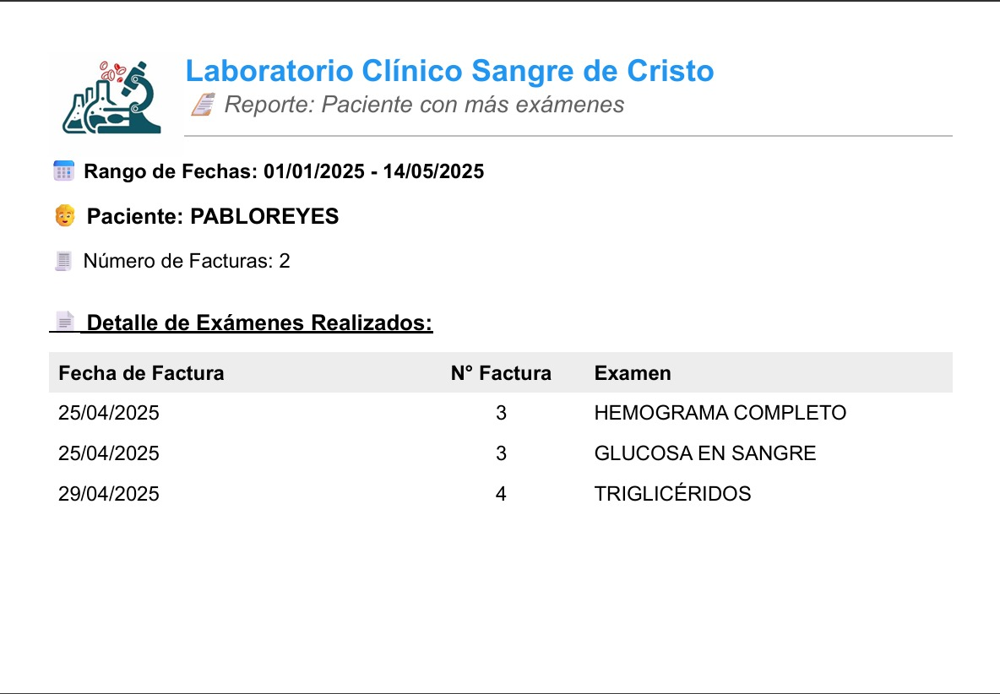 Laboratorio Clínico Sangre de Cristo
Reporte: Paciente con más exámenes
Rango de Fechas: 01/01/2025 - 14/05/2025
Paciente: PABLOREYES
Número de Facturas: 2
Detalle de Exámenes Realizados:
Fecha de Factura N° Factura Examen
25/04/2025 3 HEMOGRAMA COMPLETO
25/04/2025 3 GLUCOSA EN SANGRE
29/04/2025 4 TRIGLICÉRIDOS